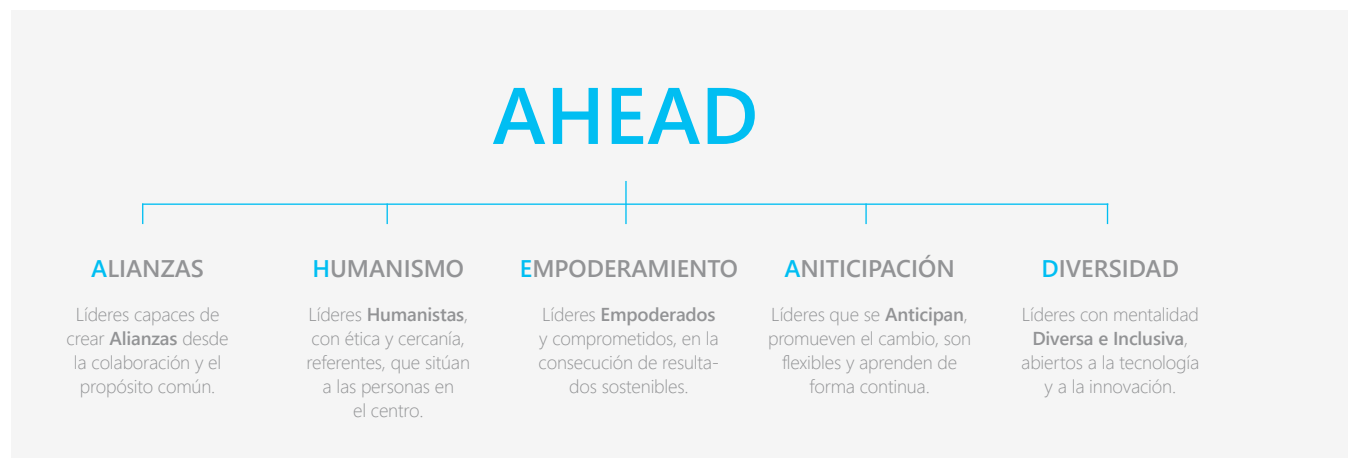 AHEAD
ALIANZAS
Líderes capaces de
crear Alianzas desde
la colaboración y el
propósito común.
HUMANISMO
Líderes Humanistas,
con ética y cercanía,
referentes, que sitúan
a las personas en
el centro.
EMPODERAMIENTO
Líderes Empoderados
y comprometidos, en la
consecución de resulta-
dos sostenibles.
ANITICIPACIÓN
Líderes que se Anticipan,
promueven el cambio, son
flexibles y aprenden de
forma continua.
DIVERSIDAD
Líderes con mentalidad
Diversa e Inclusiva,
abiertos a la tecnología
y a la innovación.